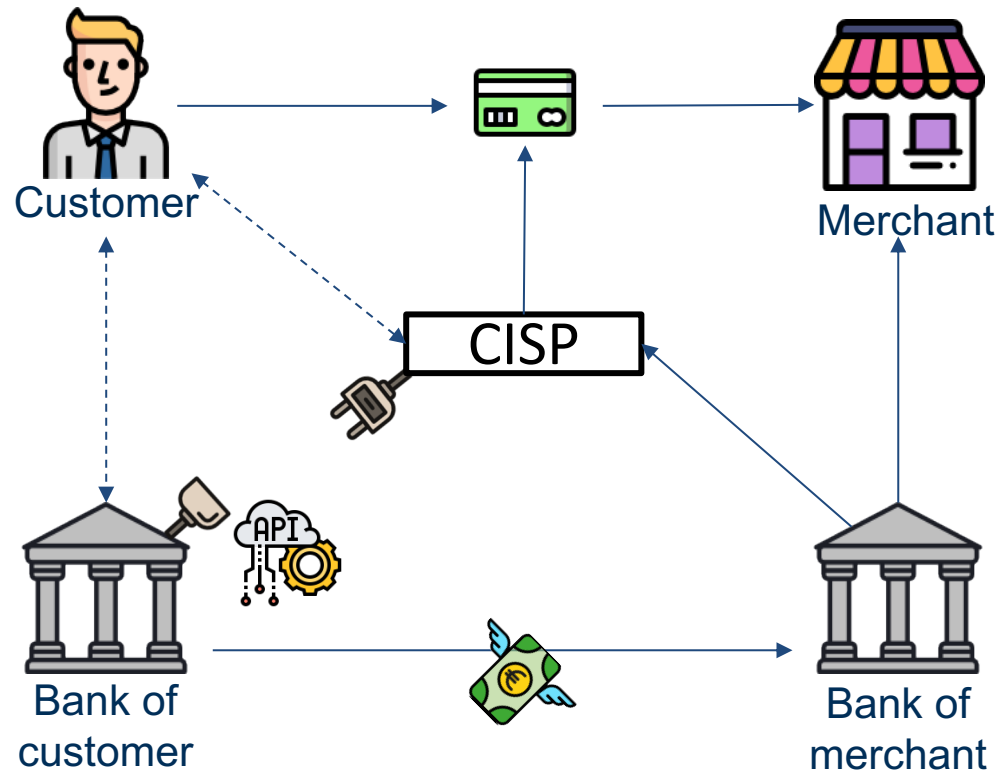 Customer
Merchant
CISP
API
Bank of
customer
Bank of
merchant